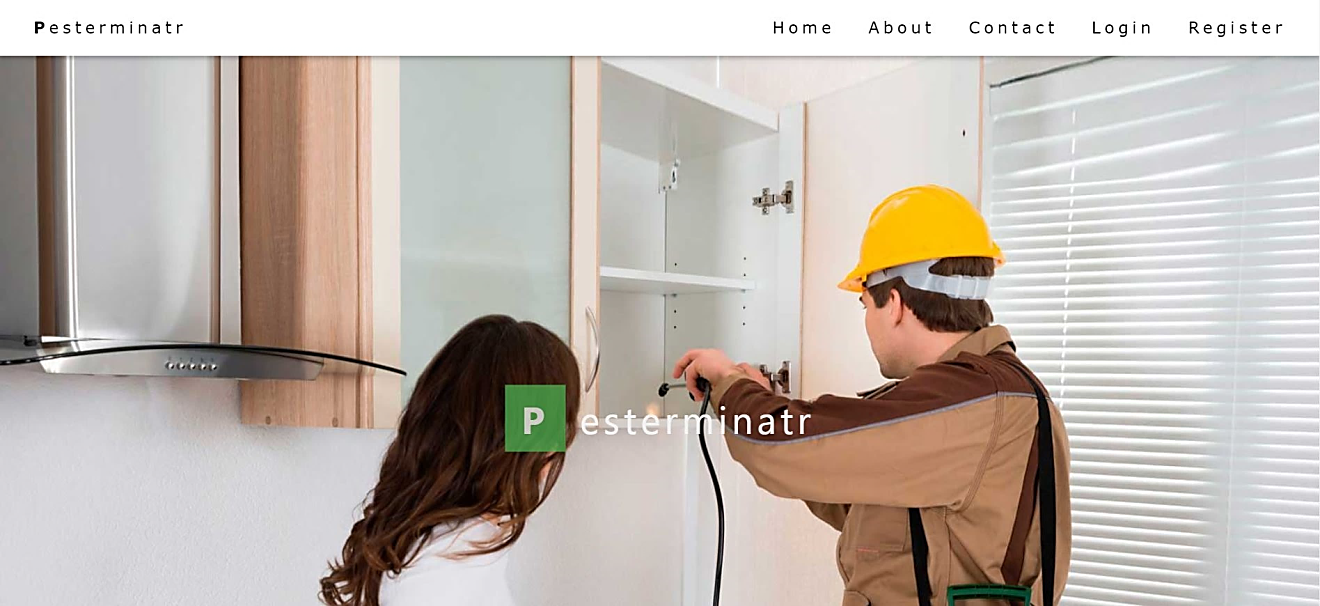 Pesterminatr
Home About Contact Login Register
P esterminatr